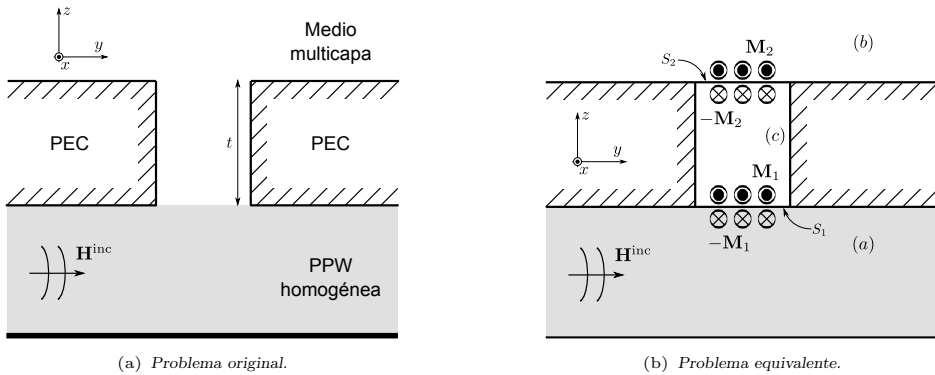 z
y
x
Medio
multicapa
PEC
t
PEC
H^inc
PPW
homogénea
(a) Problema original.
M₂
(b)
S₂
−M₂
(c)
z
y
x
M₁
S₁
−M₁
(a)
H^inc
(b) Problema equivalente.